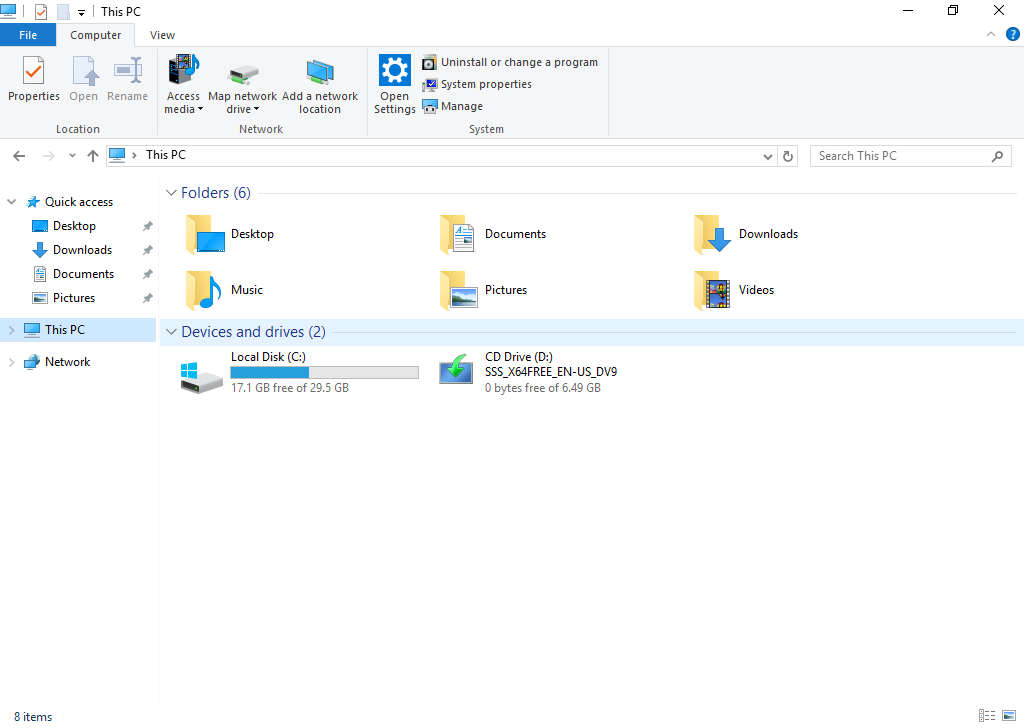 This PC
File Computer View
?
Properties Open Rename
Location
Access media
Map network drive
Add a network location
Network
Open Settings
Uninstall or change a program
System properties
Manage
System
This PC
Search This PC
Quick access
Desktop
Downloads
Documents
Pictures
This PC
Network
Folders (6)
Desktop Documents Downloads
Music Pictures Videos
Devices and drives (2)
Local Disk (C:)
17.1 GB free of 29.5 GB
CD Drive (D:)
SSS_X64FREE_EN-US_DV9
0 bytes free of 6.49 GB
8 items